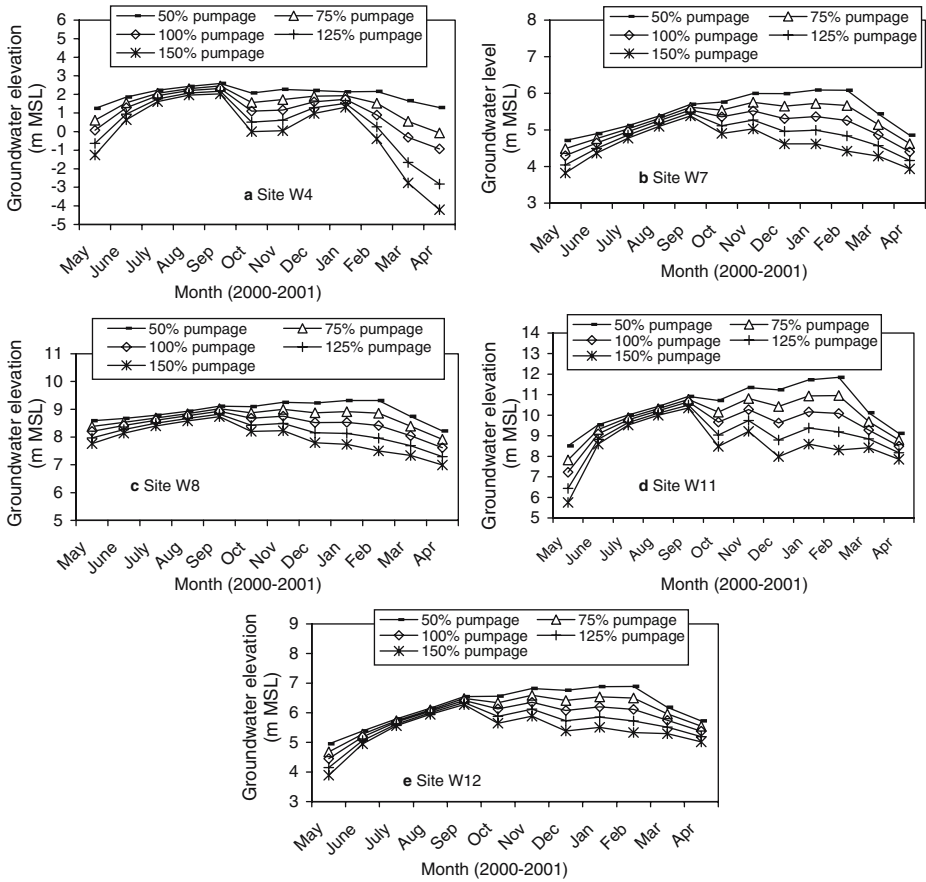 50% pumpage 75% pumpage
100% pumpage 125% pumpage
150% pumpage
Groundwater elevation
(m MSL)
6
5
4
3
2
1
0
-1
-2
-3
-4
-5
a Site W4
May June July Aug Sep Oct Nov Dec Jan Feb Mar Apr
Month (2000-2001)
50% pumpage 75% pumpage
100% pumpage 125% pumpage
150% pumpage
Groundwater level
(m MSL)
8
7
6
5
4
3
b Site W7
May June July Aug Sep Oct Nov Dec Jan Feb Mar Apr
Month (2000-2001)
50% pumpage 75% pumpage
100% pumpage 125% pumpage
150% pumpage
Groundwater elevation
(m MSL)
11
10
9
8
7
6
5
c Site W8
May June July Aug Sep Oct Nov Dec Jan Feb Mar Apr
Month (2000-2001)
50% pumpage 75% pumpage
100% pumpage 125% pumpage
150% pumpage
Groundwater elevation
(m MSL)
14
13
12
11
10
9
8
7
6
5
d Site W11
May June July Aug Sep Oct Nov Dec Jan Feb Mar Apr
Month (2000-2001)
50% pumpage 75% pumpage
100% pumpage 125% pumpage
150% pumpage
Groundwater elevation
(m MSL)
9
8
7
6
5
4
3
e Site W12
May June July Aug Sep Oct Nov Dec Jan Feb Mar Apr
Month (2000-2001)